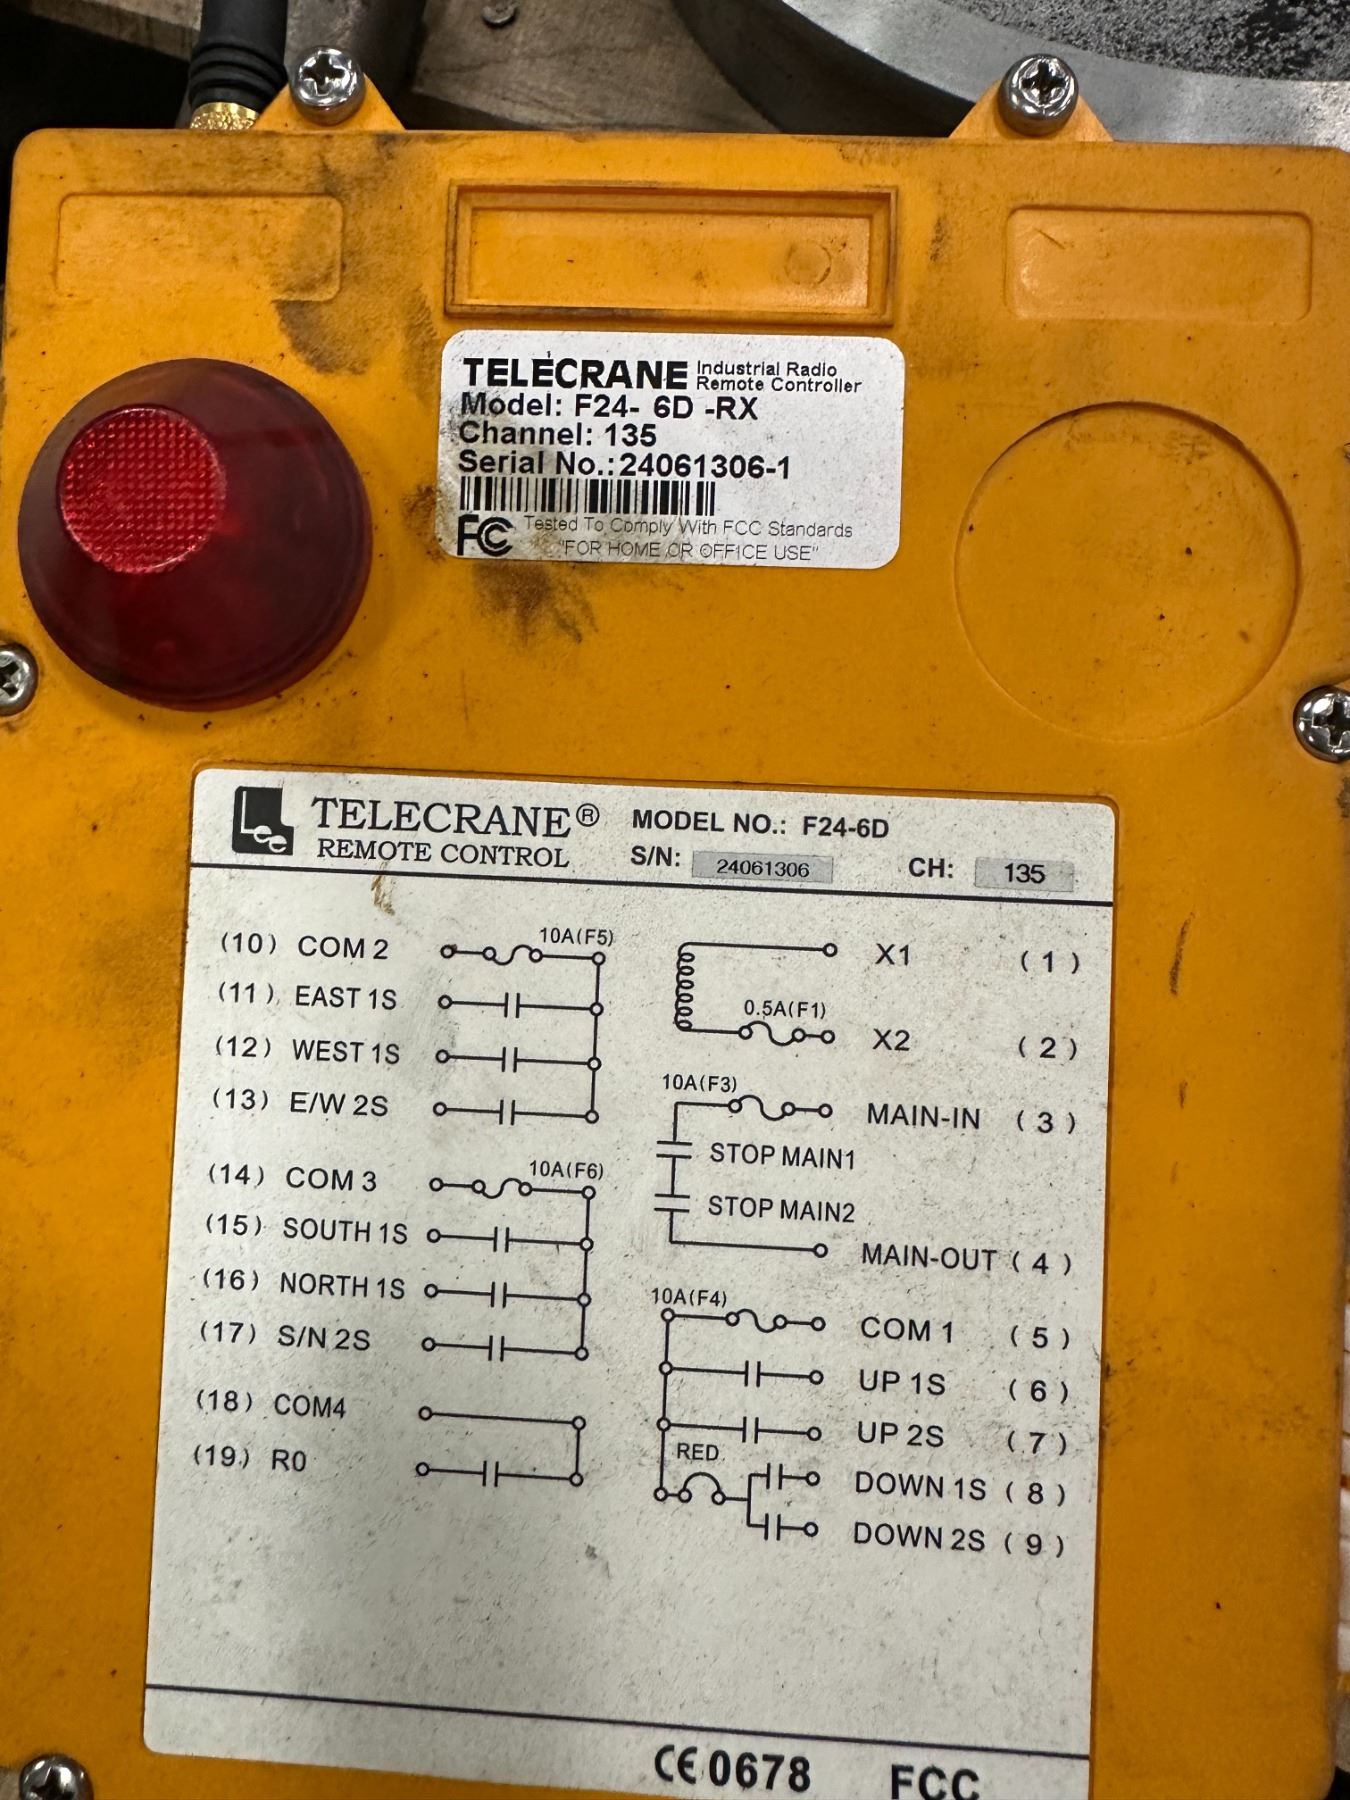 TELECRANE Industrial Radio
Remote Controller
Model: F24- 6D -RX
Channel: 135
Serial No.:24061306-1
FC Tested To Comply With FCC Standards
"FOR HOME OR OFFICE USE"
Lee TELECRANE® MODEL NO.: F24-6D
REMOTE CONTROL S/N: 24061306 CH: 135
(10) COM 2 10A(F5)
(11) EAST 1S
(12) WEST 1S
(13) E/W 2S
(14) COM 3 10A(F6)
(15) SOUTH 1S
(16) NORTH 1S
(17) S/N 2S
(18) COM4
(19) R0
X1 (1)
0.5A(F1)
X2 (2)
10A(F3)
MAIN-IN (3)
STOP MAIN1
STOP MAIN2
MAIN-OUT (4)
10A(F4)
COM 1 (5)
UP 1S (6)
UP 2S (7)
RED
DOWN 1S (8)
DOWN 2S (9)
CE 0678 FCC